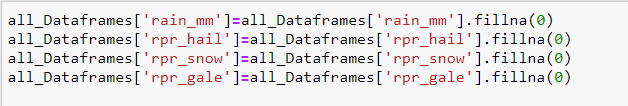 all_Dataframes['rain_mm']=all_Dataframes['rain_mm'].fillna(0)
all_Dataframes['rpr_hail']=all_Dataframes['rpr_hail'].fillna(0)
all_Dataframes['rpr_snow']=all_Dataframes['rpr_snow'].fillna(0)
all_Dataframes['rpr_gale']=all_Dataframes['rpr_gale'].fillna(0)